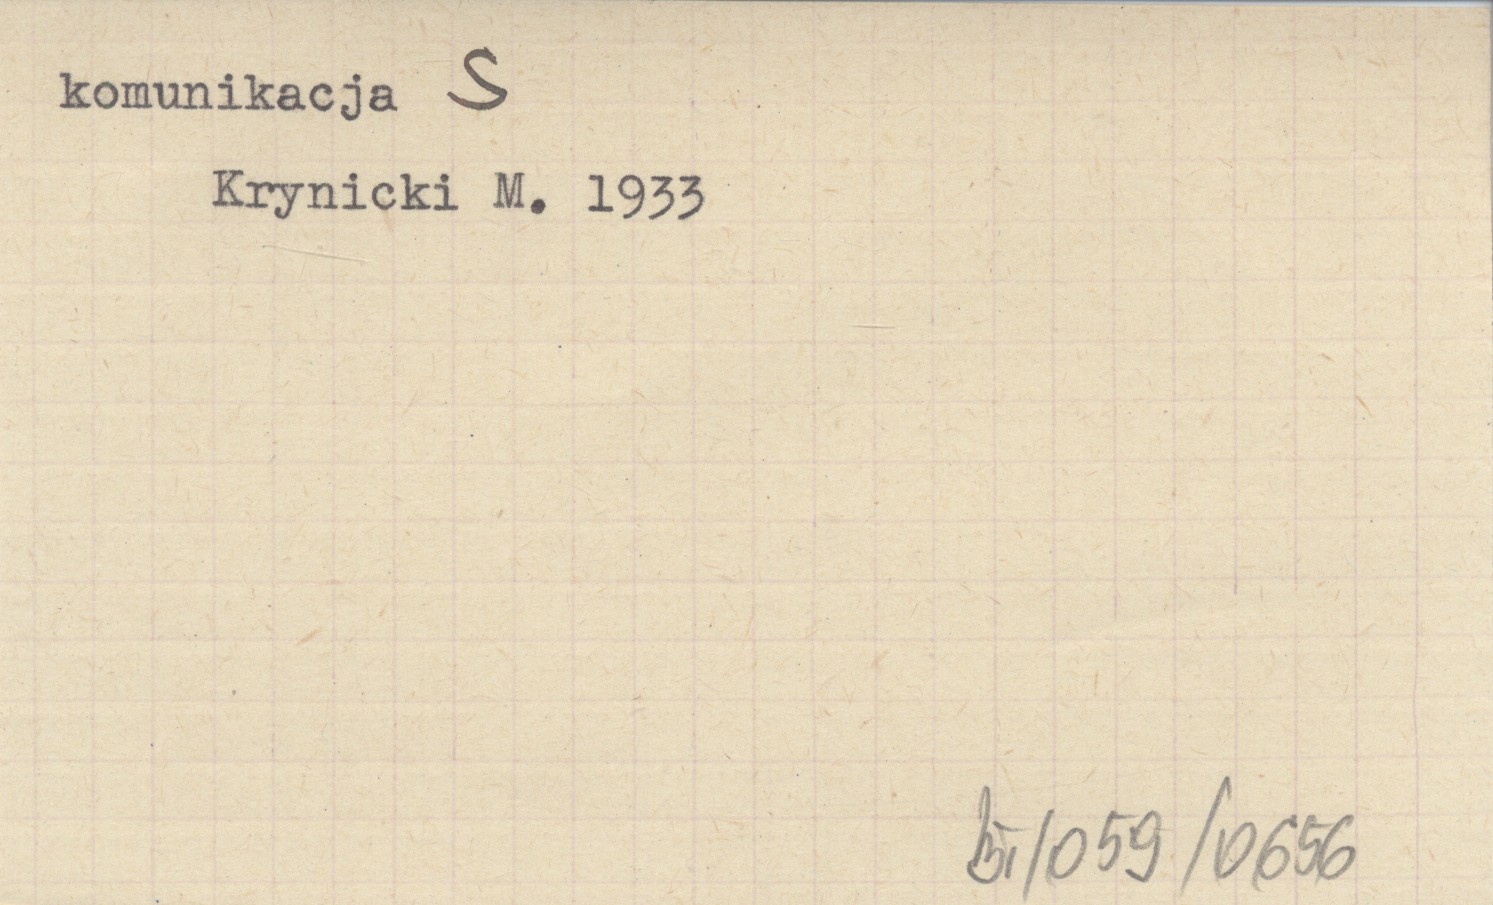 komunikacja S
Krynicki M. 1933
Bi/059/0656